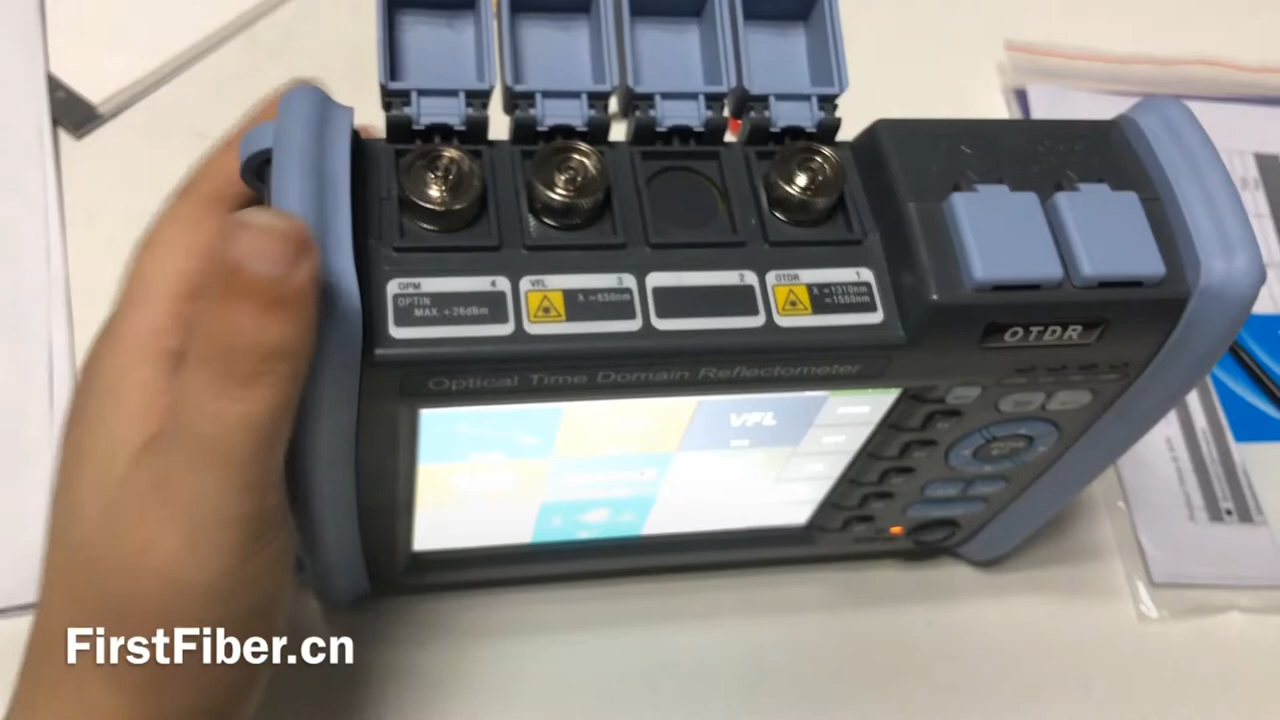 OPM 4
OPTIN
MAX. +26dBm
VFL 3
λ =650nm
2
OTDR 1
λ =1310nm
=1550nm
OTDR
Optical Time Domain Reflectometer
VFL
FirstFiber.cn